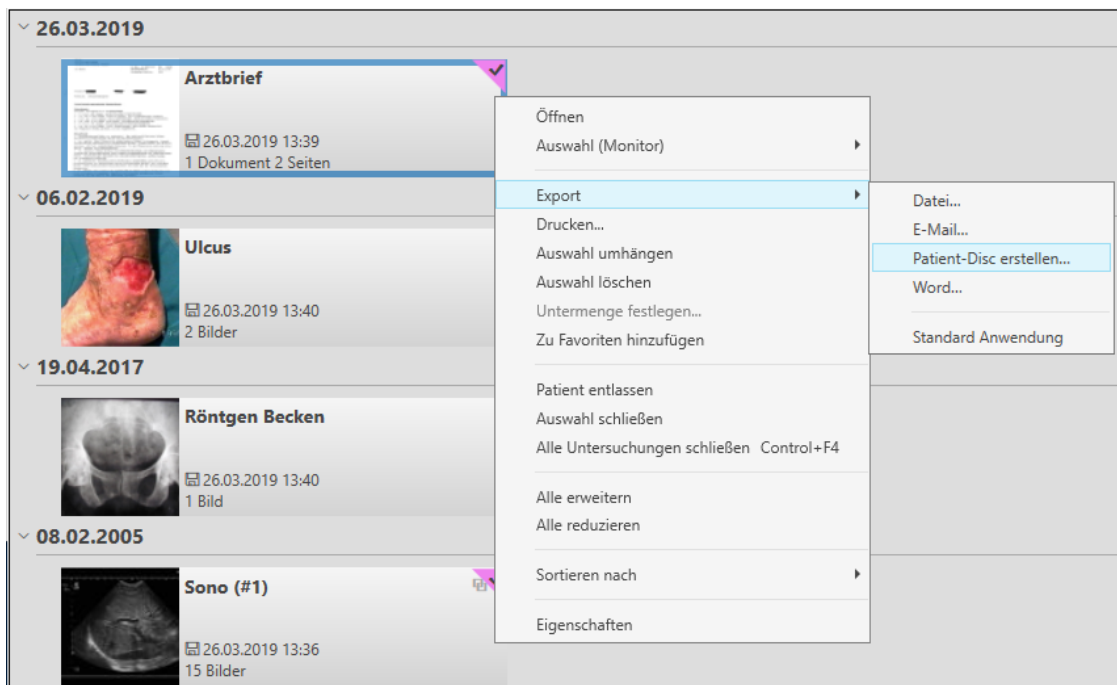 26.03.2019
Arztbrief
26.03.2019 13:39
1 Dokument 2 Seiten
06.02.2019
Ulcus
26.03.2019 13:40
2 Bilder
19.04.2017
Röntgen Becken
26.03.2019 13:40
1 Bild
08.02.2005
Sono (#1)
26.03.2019 13:36
15 Bilder
Öffnen
Auswahl (Monitor)
Export
Drucken...
Auswahl umhängen
Auswahl löschen
Untermenge festlegen...
Zu Favoriten hinzufügen
Patient entlassen
Auswahl schließen
Alle Untersuchungen schließen Control+F4
Alle erweitern
Alle reduzieren
Sortieren nach
Eigenschaften
Datei...
E-Mail...
Patient-Disc erstellen...
Word...
Standard Anwendung